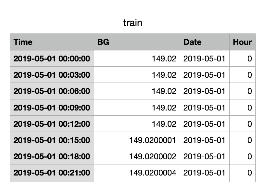 train
Time BG Date Hour
2019-05-01 00:00:00 149.02 2019-05-01 0
2019-05-01 00:03:00 149.02 2019-05-01 0
2019-05-01 00:06:00 149.02 2019-05-01 0
2019-05-01 00:09:00 149.02 2019-05-01 0
2019-05-01 00:12:00 149.02 2019-05-01 0
2019-05-01 00:15:00 149.0200001 2019-05-01 0
2019-05-01 00:18:00 149.0200002 2019-05-01 0
2019-05-01 00:21:00 149.0200004 2019-05-01 0